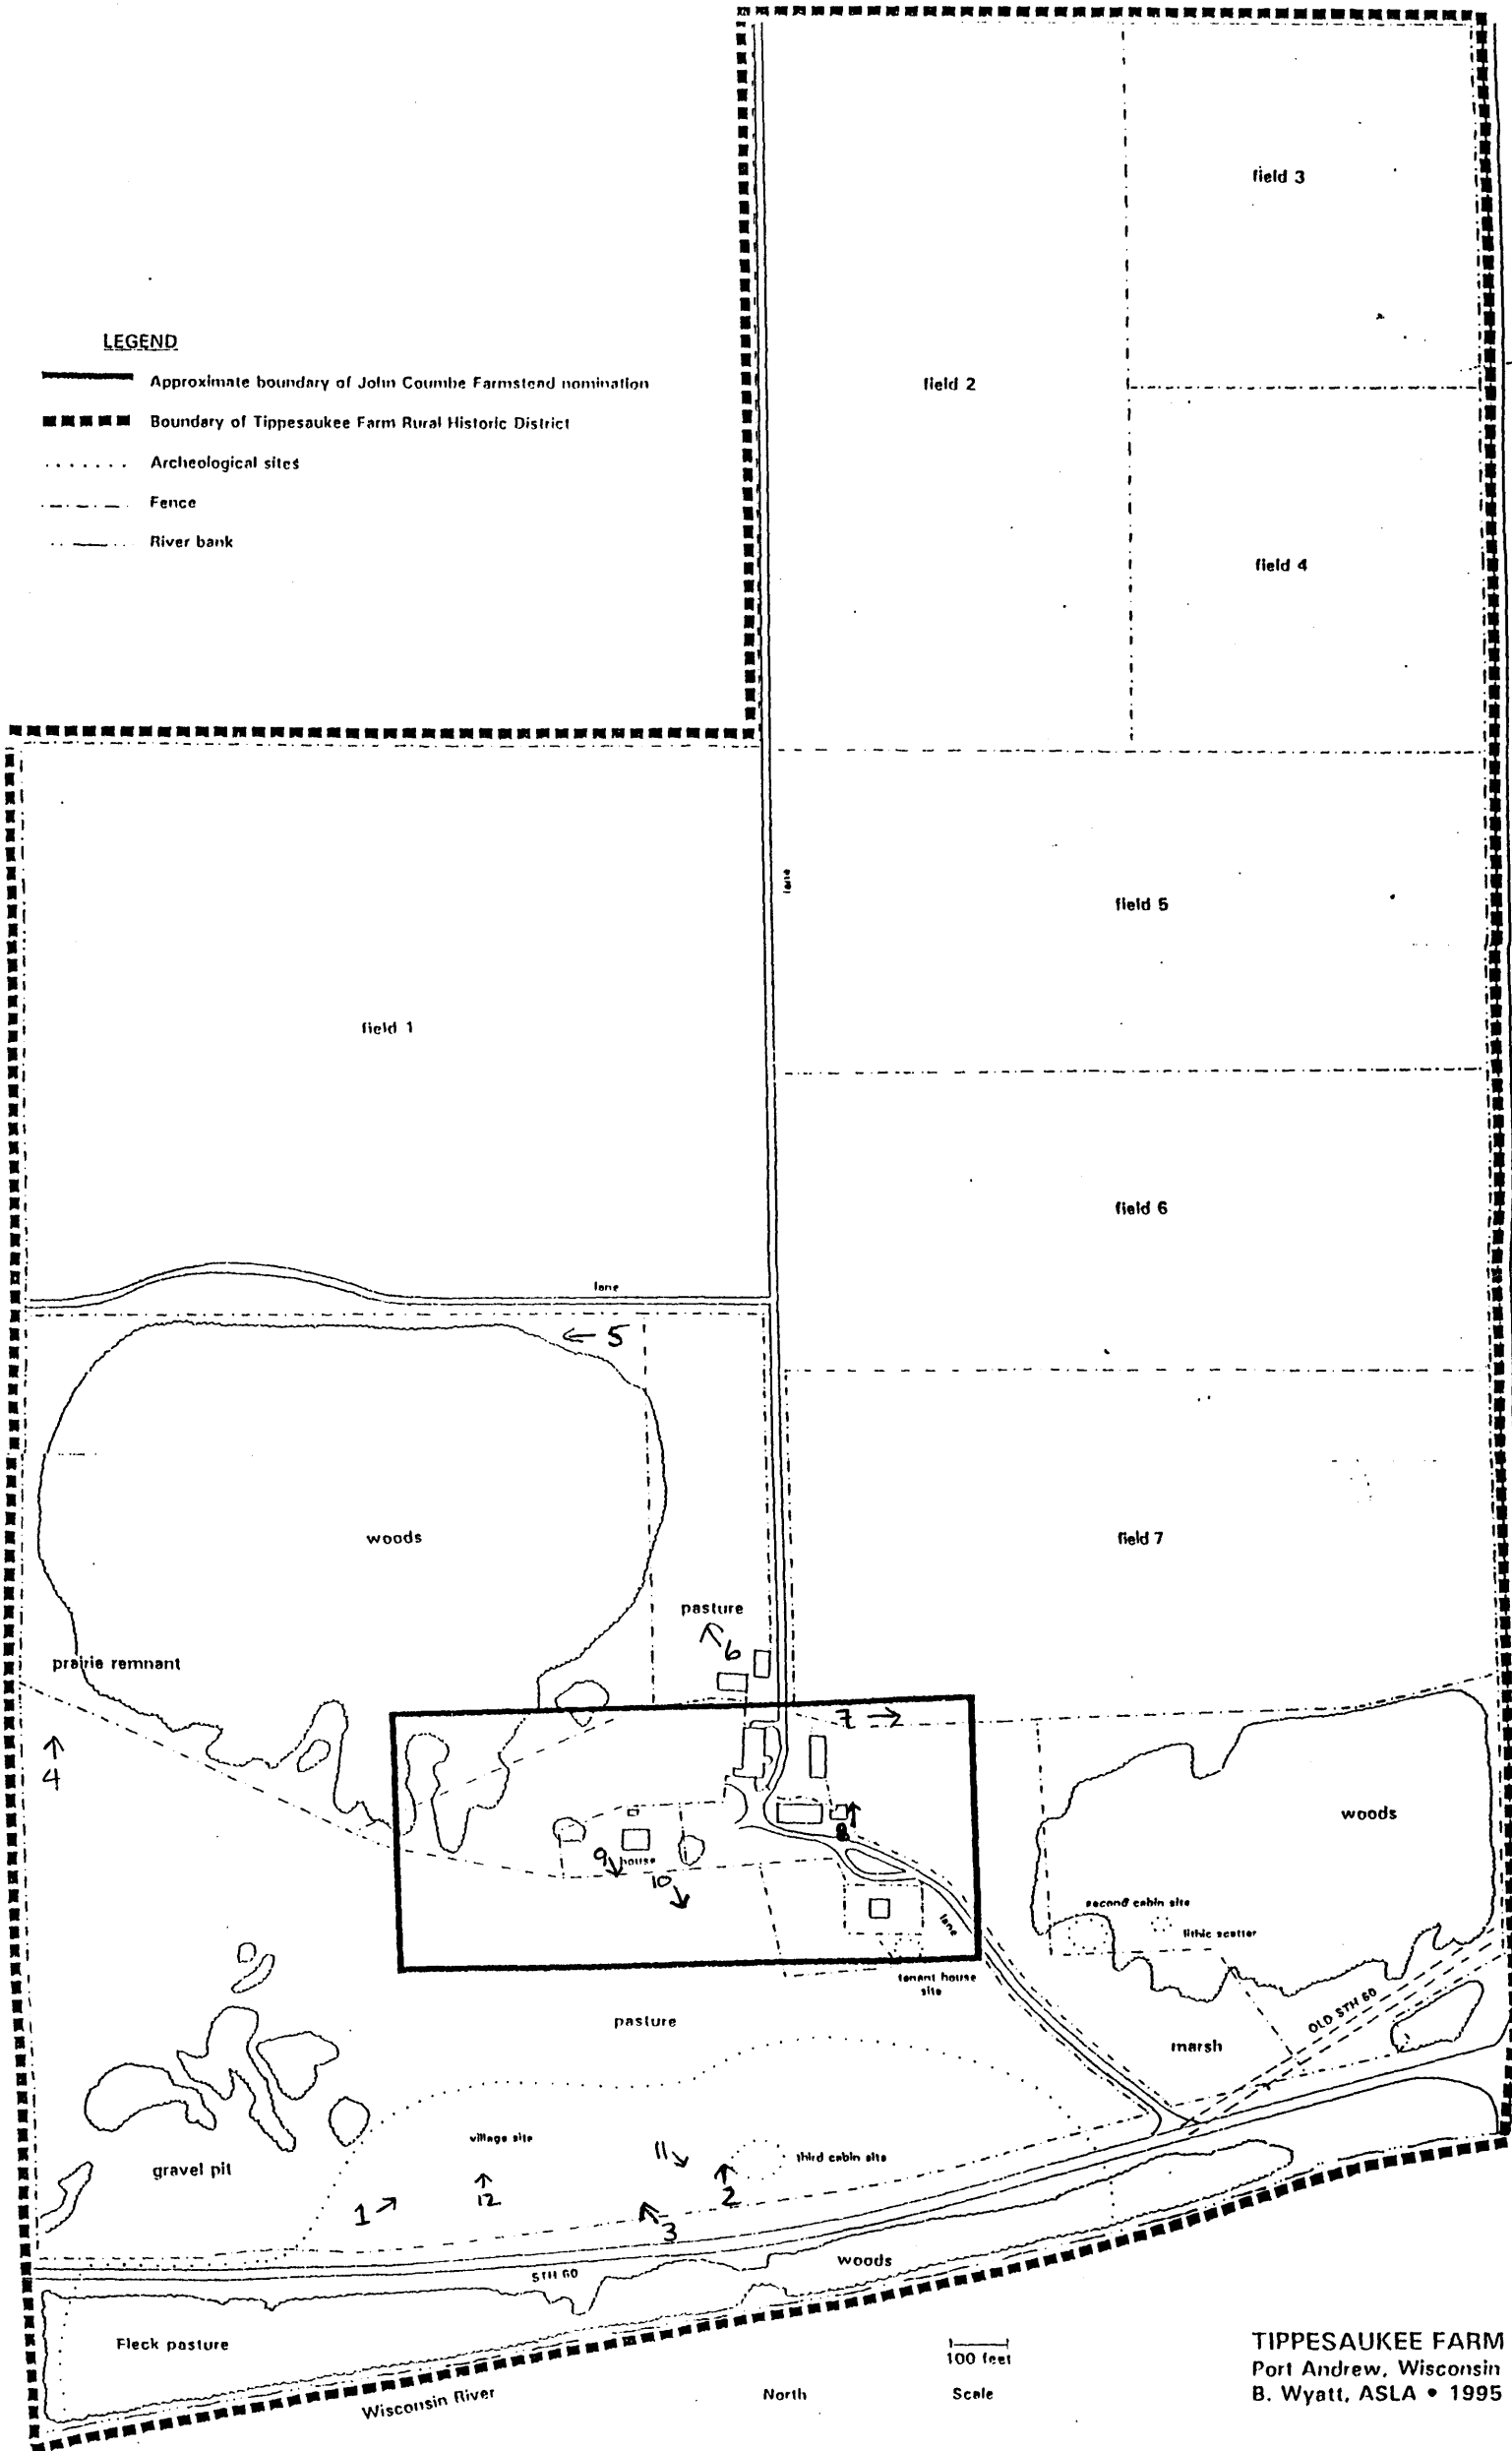 field 3
LEGEND
Approximate boundary of John Coumbe Farmstead nomination
field 2
Boundary of Tippesaukee Farm Rural Historic District
Archeological sites
Fence
River bank
field 4
lane
field 5
field 1
field 6
lane
5
woods
field 7
pasture
6
prairie remnant
7
4
woods
8
9
house
10
second cabin site
lithic scatter
lane
tenant house
site
OLD STH 60
pasture
marsh
village site
11
third cabin site
gravel pit
12
2
1
3
woods
STH 60
Fleck pasture
100 feet
Wisconsin River
North
Scale
TIPPESAUKEE FARM
Port Andrew, Wisconsin
B. Wyatt, ASLA • 1995